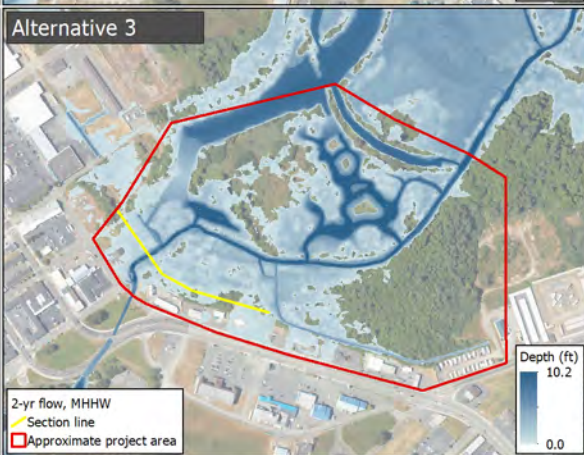 Alternative 3
2-yr flow, MHHW
Section line
Approximate project area
Depth (ft)
10.2
0.0